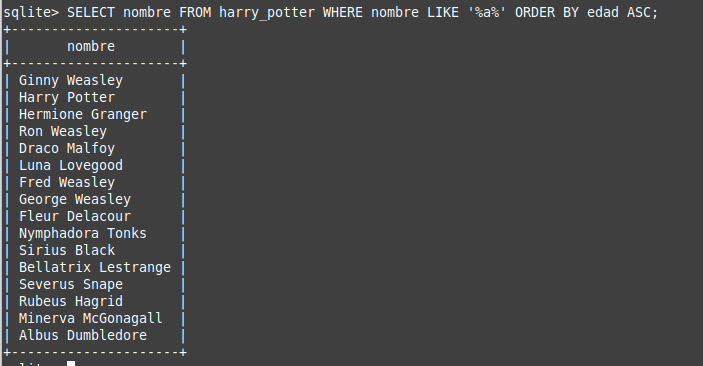 sqlite> SELECT nombre FROM harry_potter WHERE nombre LIKE '%a%' ORDER BY edad ASC;
+--------------------+
|       nombre       |
+--------------------+
| Ginny Weasley      |
| Harry Potter       |
| Hermione Granger   |
| Ron Weasley        |
| Draco Malfoy       |
| Luna Lovegood      |
| Fred Weasley       |
| George Weasley     |
| Fleur Delacour     |
| Nymphadora Tonks   |
| Sirius Black       |
| Bellatrix Lestrange |
| Severus Snape      |
| Rubeus Hagrid      |
| Minerva McGonagall |
| Albus Dumbledore   |
+--------------------+